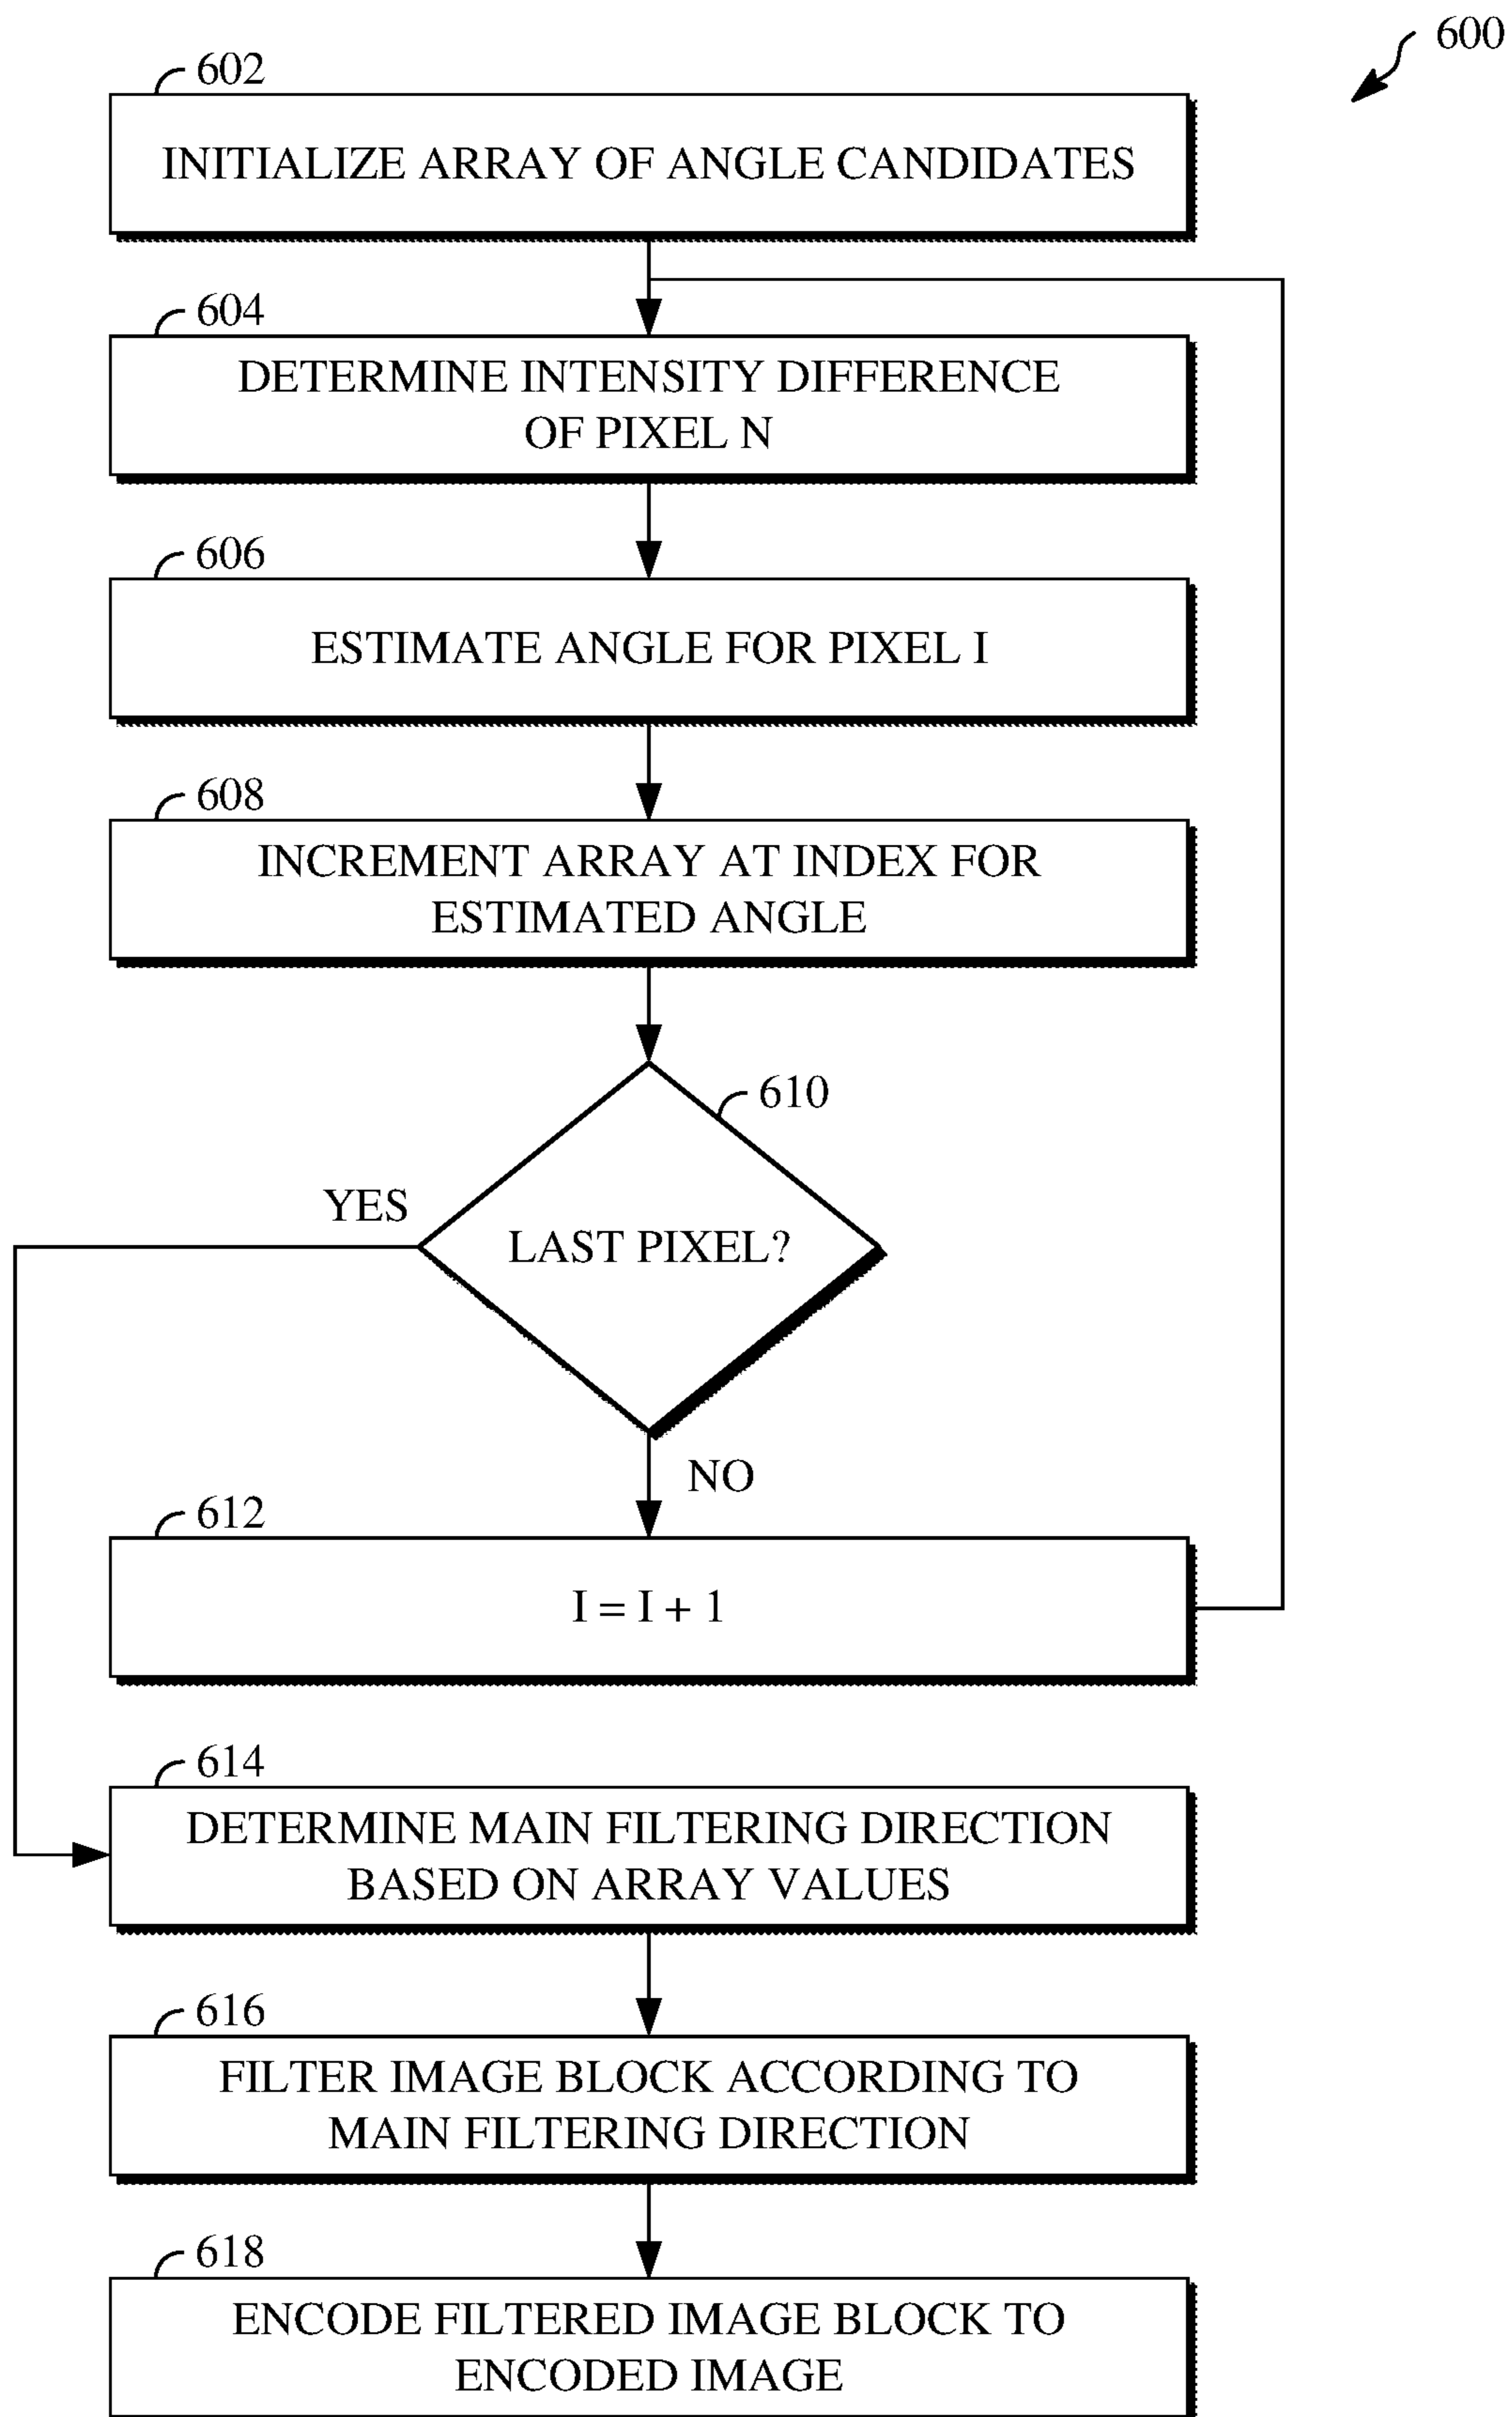 600
602
INITIALIZE ARRAY OF ANGLE CANDIDATES
604
DETERMINE INTENSITY DIFFERENCE
OF PIXEL N
606
ESTIMATE ANGLE FOR PIXEL I
608
INCREMENT ARRAY AT INDEX FOR
ESTIMATED ANGLE
610
YES
LAST PIXEL?
NO
612
I = I + 1
614
DETERMINE MAIN FILTERING DIRECTION
BASED ON ARRAY VALUES
616
FILTER IMAGE BLOCK ACCORDING TO
MAIN FILTERING DIRECTION
618
ENCODE FILTERED IMAGE BLOCK TO
ENCODED IMAGE